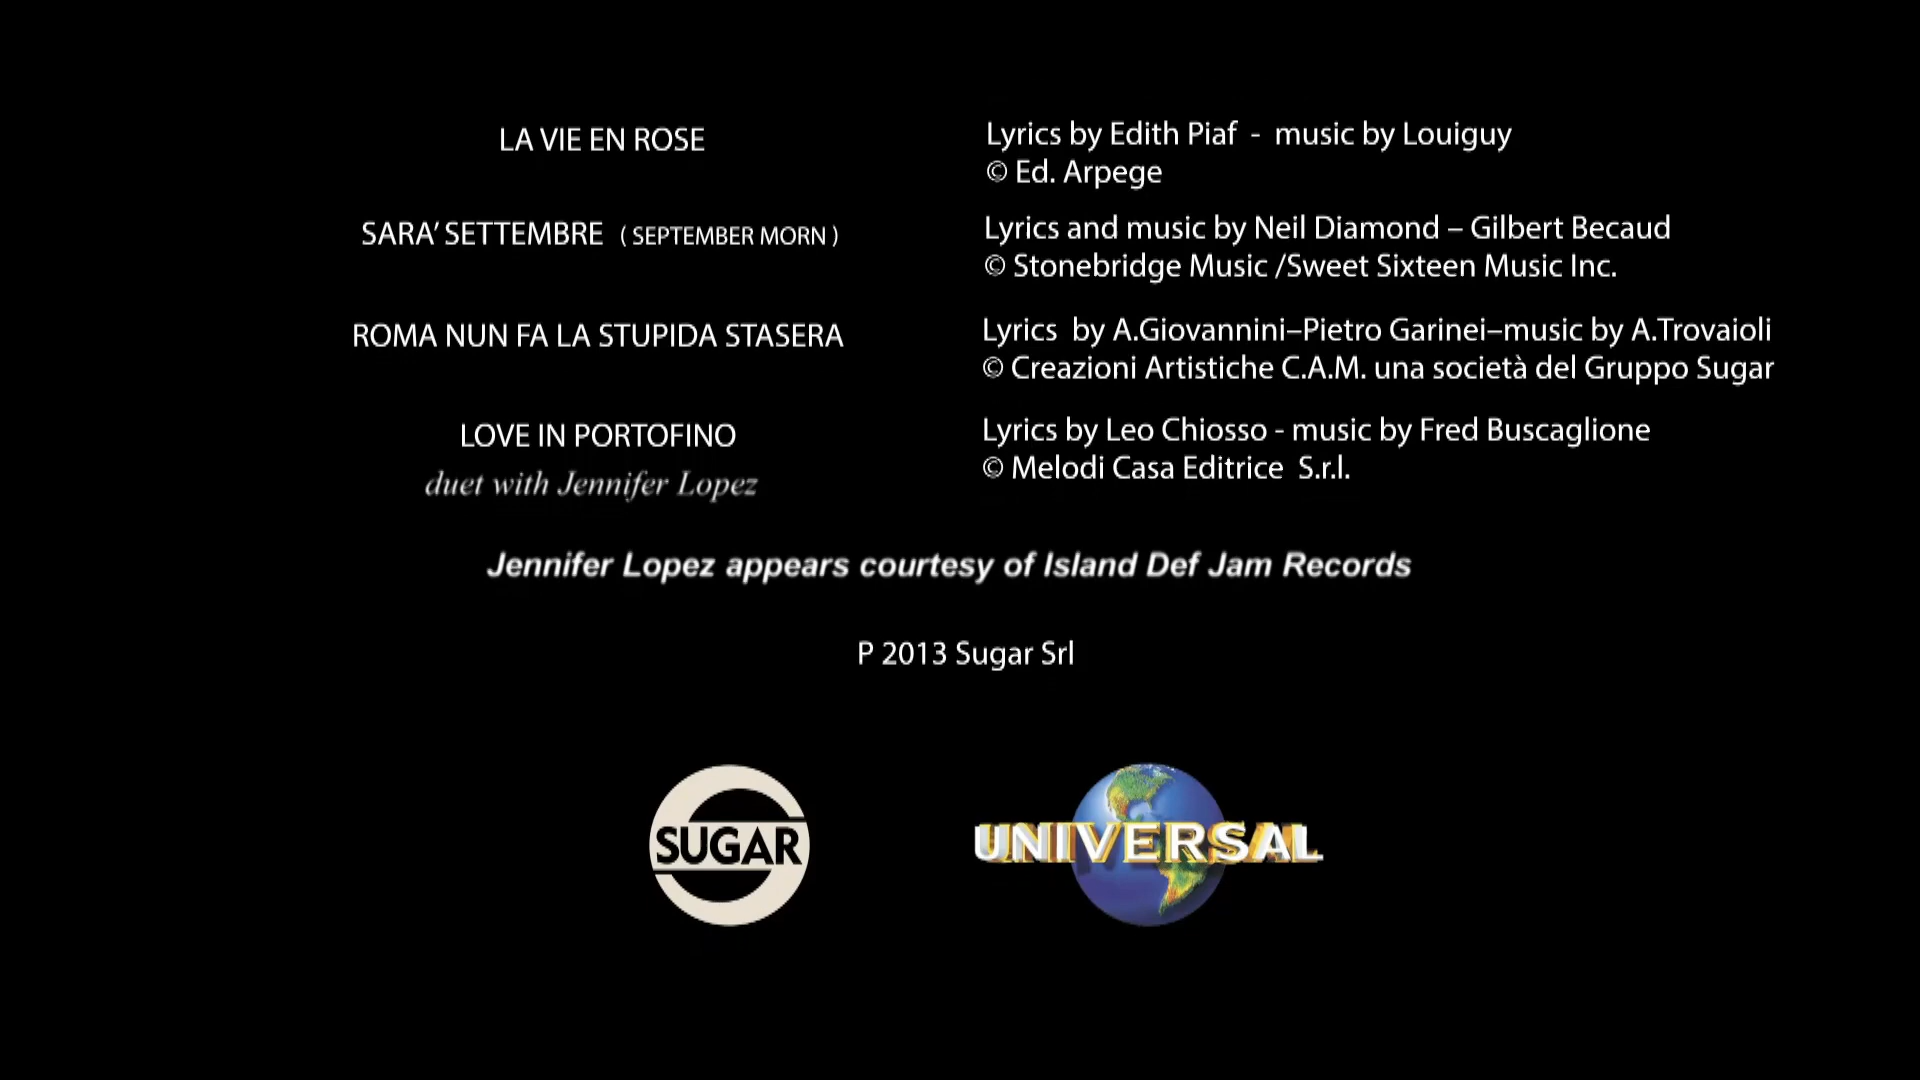 LA VIE EN ROSE
Lyrics by Edith Piaf - music by Louiguy
© Ed. Arpege
SARA’ SETTEMBRE ( SEPTEMBER MORN )
Lyrics and music by Neil Diamond – Gilbert Becaud
© Stonebridge Music /Sweet Sixteen Music Inc.
ROMA NUN FA LA STUPIDA STASERA
Lyrics by A.Giovannini–Pietro Garinei–music by A.Trovaioli
© Creazioni Artistiche C.A.M. una società del Gruppo Sugar
LOVE IN PORTOFINO
duet with Jennifer Lopez
Lyrics by Leo Chiosso - music by Fred Buscaglione
© Melodi Casa Editrice S.r.l.
Jennifer Lopez appears courtesy of Island Def Jam Records
P 2013 Sugar Srl
SUGAR
UNIVERSAL